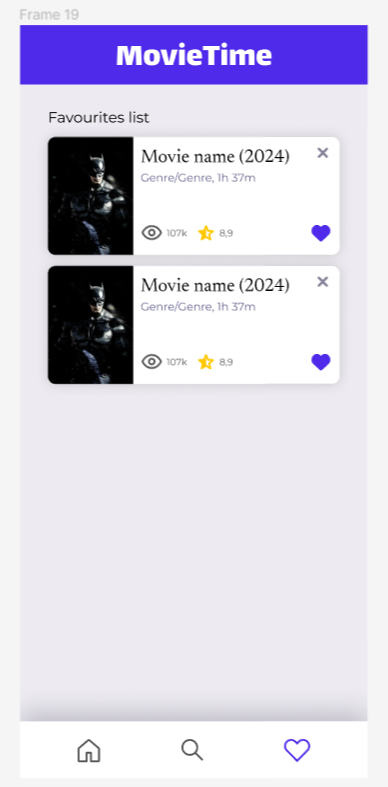 Frame 19
MovieTime
Favourites list
Movie name (2024)
Genre/Genre, 1h 37m
107k 8,9
Movie name (2024)
Genre/Genre, 1h 37m
107k 8,9